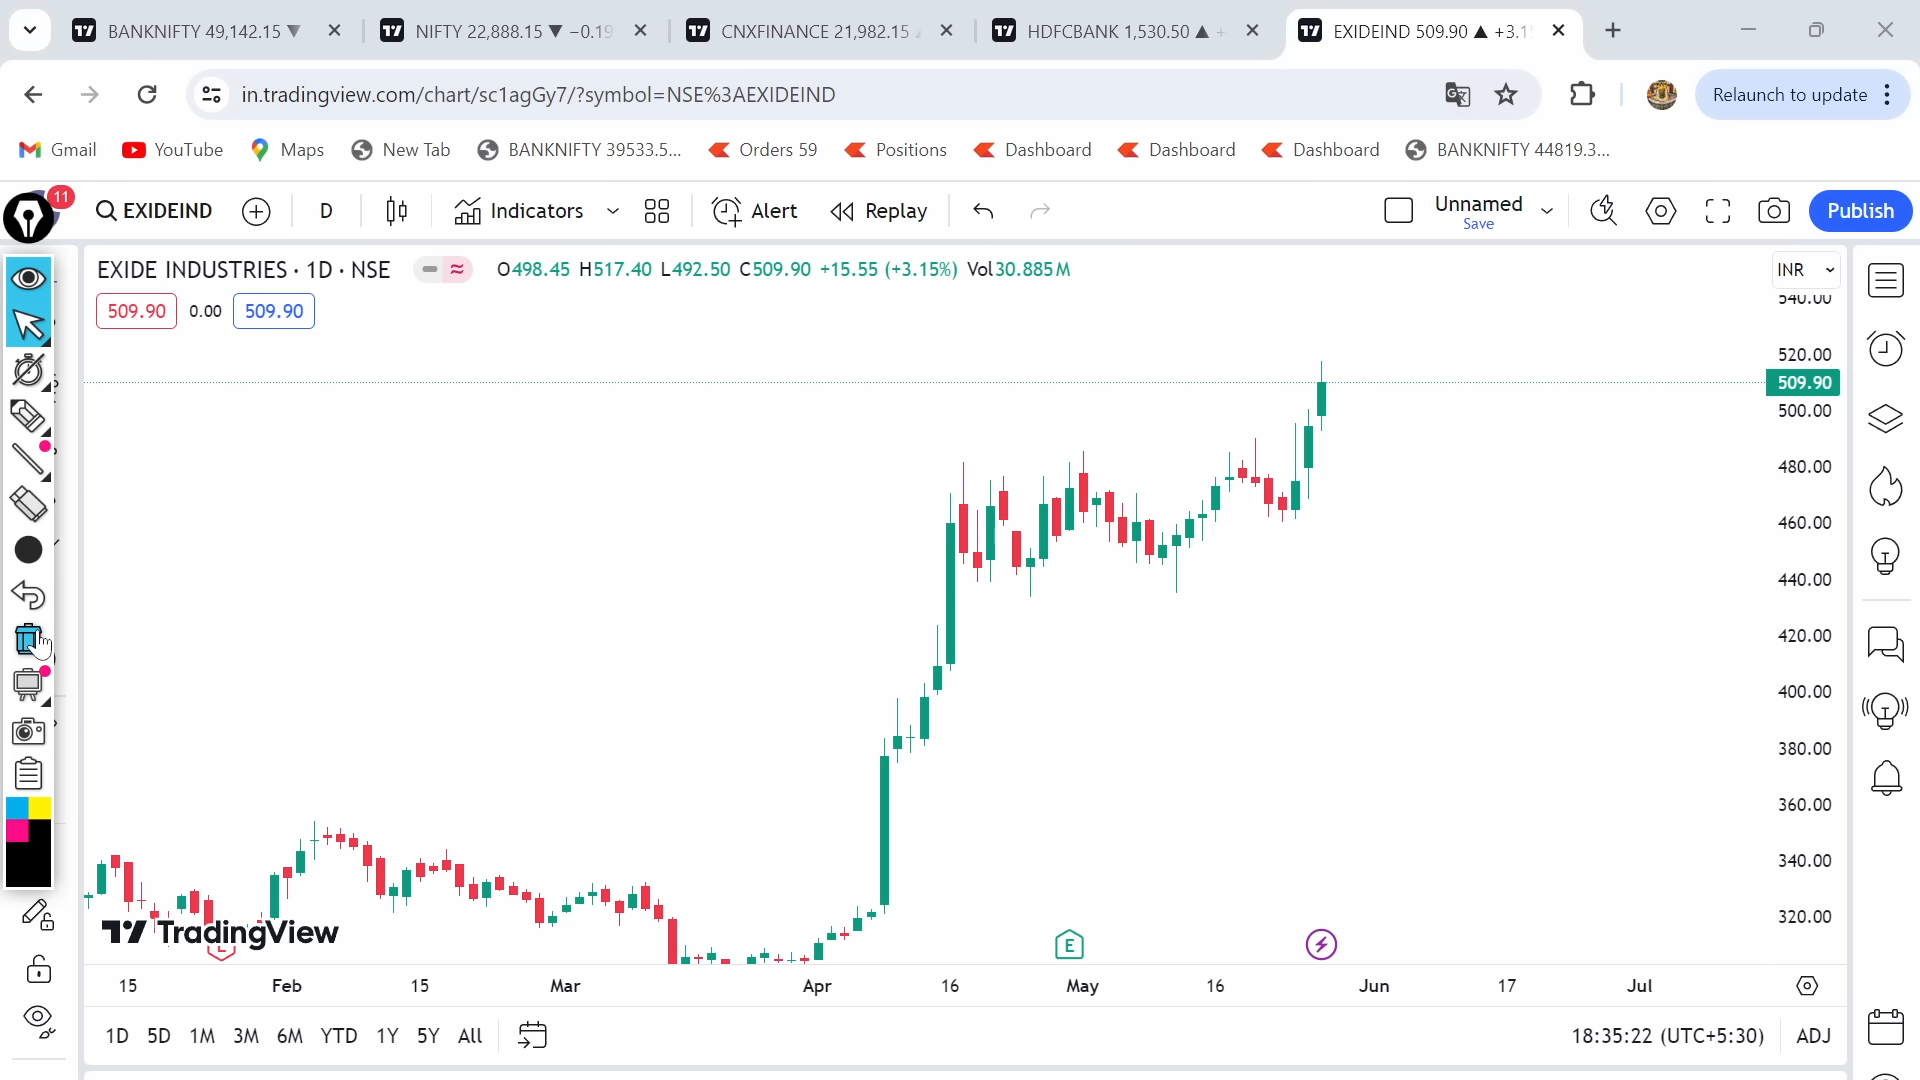 BANKNIFTY 49,142.15 ▼
NIFTY 22,888.15 ▼ −0.19
CNXFINANCE 21,982.15
HDFCBANK 1,530.50 ▲ +
EXIDEIND 509.90 ▲ +3.1
in.tradingview.com/chart/sc1agGy7/?symbol=NSE%3AEXIDEIND
Relaunch to update
Gmail
YouTube
Maps
New Tab
BANKNIFTY 39533.5...
Orders 59
Positions
Dashboard
Dashboard
Dashboard
BANKNIFTY 44819.3...
11
EXIDEIND
D
Indicators
Alert
Replay
Unnamed
Save
Publish
EXIDE INDUSTRIES · 1D · NSE
O498.45 H517.40 L492.50 C509.90 +15.55 (+3.15%) Vol30.885M
INR
509.90 0.00 509.90
540.00
520.00
509.90
500.00
480.00
460.00
440.00
420.00
400.00
380.00
360.00
340.00
320.00
TradingView
E
E
15 Feb 15 Mar Apr 16 May 16 Jun 17 Jul
1D 5D 1M 3M 6M YTD 1Y 5Y All
18:35:22 (UTC+5:30) ADJ